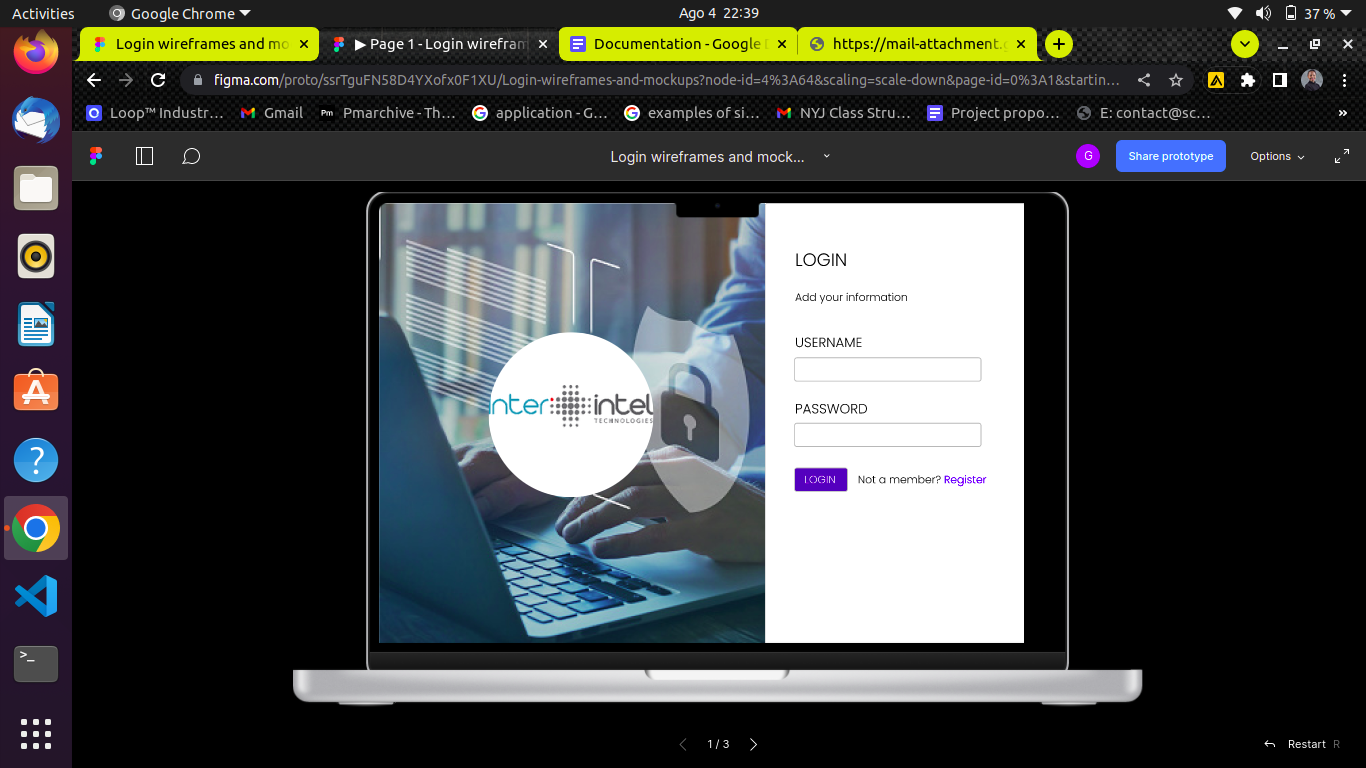 Activities
Google Chrome
Ago 4 22:39
37 %
Login wireframes and mo
▶ Page 1 - Login wirefran
Documentation - Google D
https://mail-attachment.g
figma.com/proto/ssrTguFN58D4YXofx0F1XU/Login-wireframes-and-mockups?node-id=4%3A64&scaling=scale-down&page-id=0%3A1&startin…
Loop™ Industr…
Gmail
Pm Pmarchive - Th…
application - G…
examples of si…
NYJ Class Stru…
Project propo…
E: contact@sc…
»
Login wireframes and mock...
G
Share prototype
Options
LOGIN
Add your information
USERNAME
nter intel
TECHNOLOGIES
PASSWORD
LOGIN
Not a member? Register
1 / 3
Restart R